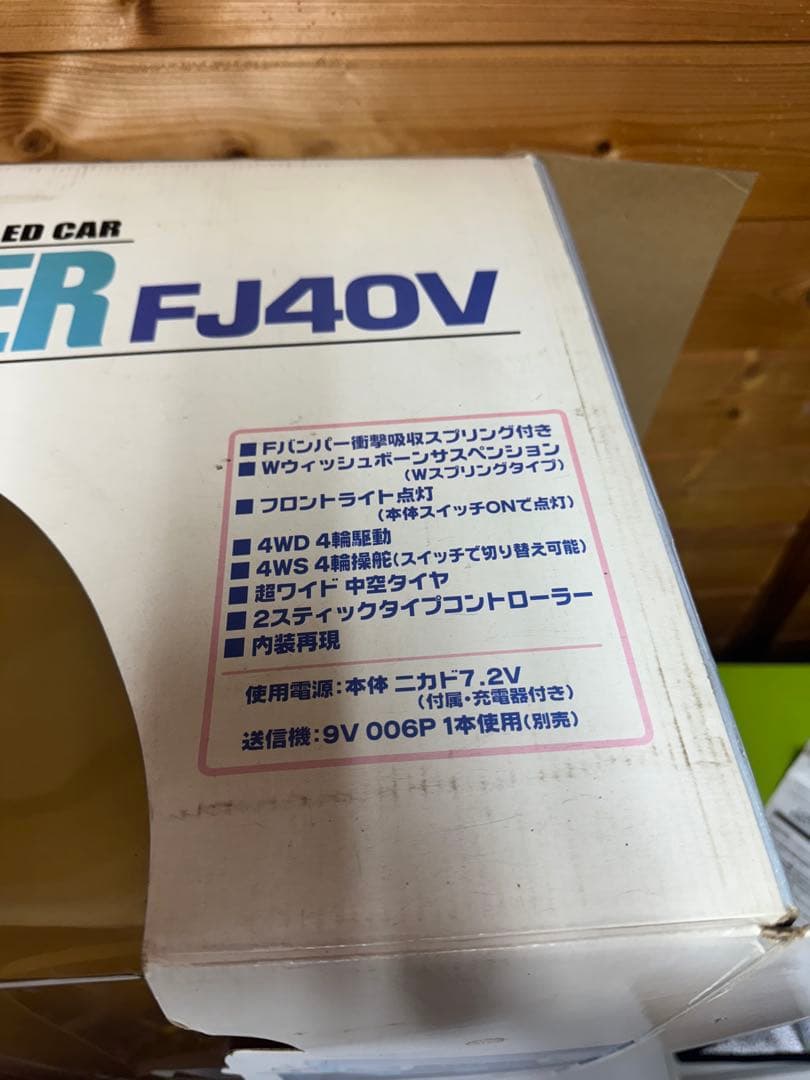 ED CAR
ER FJ40V
■ Fバンパー衝撃吸収スプリング付き
■ Wウィッシュボーンサスペンション
(Wスプリングタイプ)
■ フロントライト点灯
(本体スイッチONで点灯)
■ 4WD 4輪駆動
■ 4WS 4輪操舵(スイッチで切り替え可能)
■ 超ワイド 中空タイヤ
■ 2スティックタイプコントローラー
■ 内装再現
使用電源:本体 ニカド7.2V
(付属・充電器付き)
送信機:9V 006P 1本使用(別売)